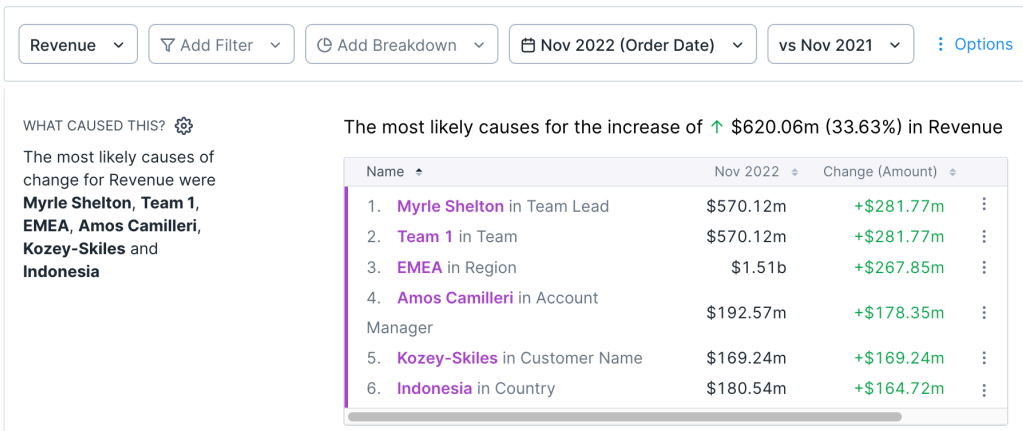 Revenue Add Filter Add Breakdown Nov 2022 (Order Date) vs Nov 2021 Options
WHAT CAUSED THIS?
The most likely causes of
change for Revenue were
Myrle Shelton, Team 1,
EMEA, Amos Camilleri,
Kozey-Skiles and
Indonesia
The most likely causes for the increase of ↑ $620.06m (33.63%) in Revenue
Name Nov 2022 Change (Amount)
1. Myrle Shelton in Team Lead $570.12m +$281.77m
2. Team 1 in Team $570.12m +$281.77m
3. EMEA in Region $1.51b +$267.85m
4. Amos Camilleri in Account
Manager $192.57m +$178.35m
5. Kozey-Skiles in Customer Name $169.24m +$169.24m
6. Indonesia in Country $180.54m +$164.72m